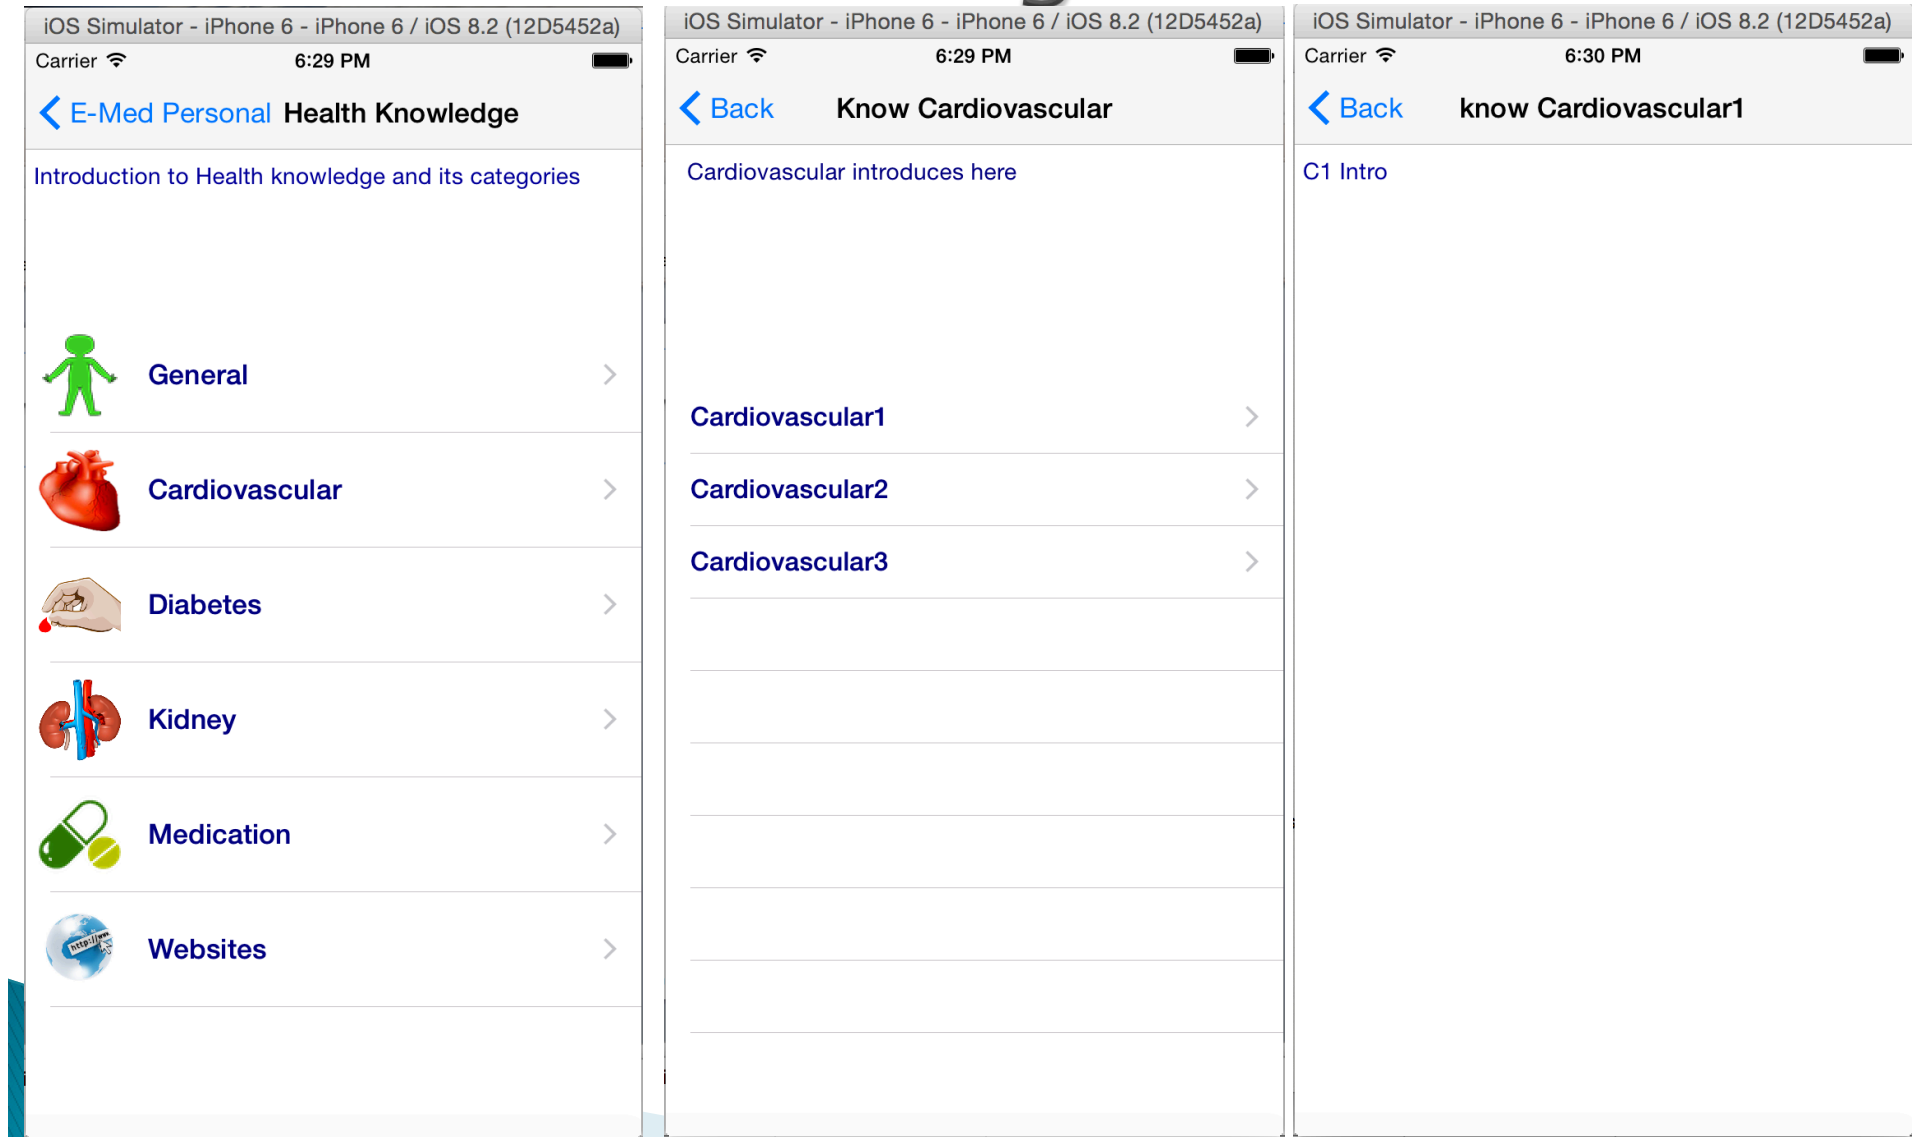 iOS Simulator - iPhone 6 - iPhone 6 / iOS 8.2 (12D5452a)
Carrier 6:29 PM
E-Med Personal Health Knowledge
Introduction to Health knowledge and its categories
General
Cardiovascular
Diabetes
Kidney
Medication
http://www
Websites
iOS Simulator - iPhone 6 - iPhone 6 / iOS 8.2 (12D5452a)
Carrier 6:29 PM
Back Know Cardiovascular
Cardiovascular introduces here
Cardiovascular1
Cardiovascular2
Cardiovascular3
iOS Simulator - iPhone 6 - iPhone 6 / iOS 8.2 (12D5452a)
Carrier 6:30 PM
Back know Cardiovascular1
C1 Intro